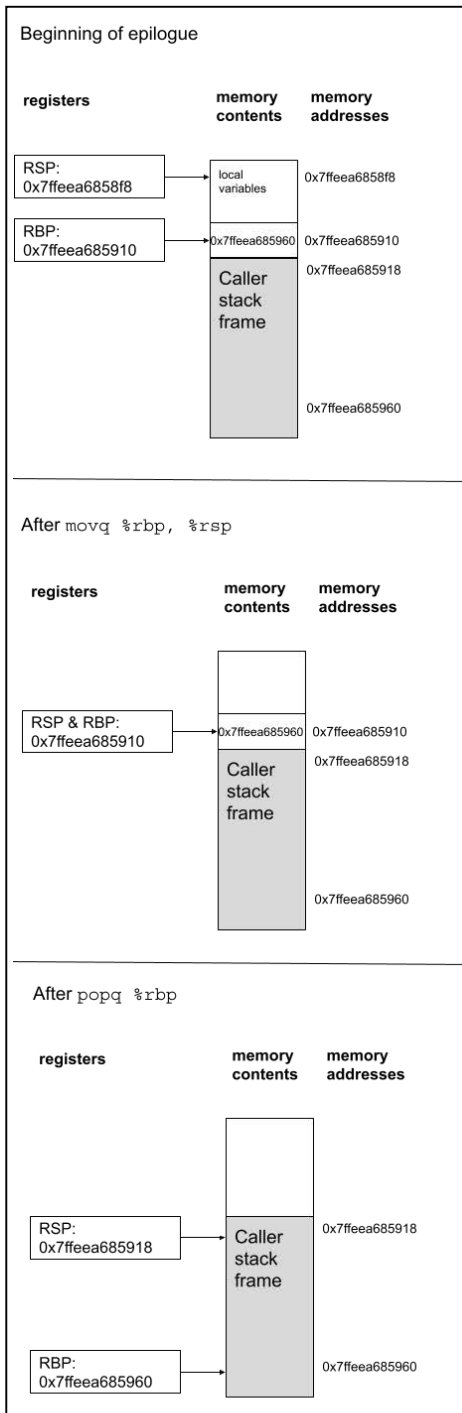 Beginning of epilogue
registers
memory
contents
memory
addresses
RSP:
0x7ffeea6858f8
local
variables
0x7ffeea6858f8
RBP:
0x7ffeea685910
0x7ffeea685960
0x7ffeea685910
0x7ffeea685918
Caller
stack
frame
0x7ffeea685960
After movq %rbp, %rsp
registers
memory
contents
memory
addresses
RSP & RBP:
0x7ffeea685910
0x7ffeea685960
0x7ffeea685910
0x7ffeea685918
Caller
stack
frame
0x7ffeea685960
After popq %rbp
registers
memory
contents
memory
addresses
RSP:
0x7ffeea685918
Caller
stack
frame
0x7ffeea685918
RBP:
0x7ffeea685960
0x7ffeea685960